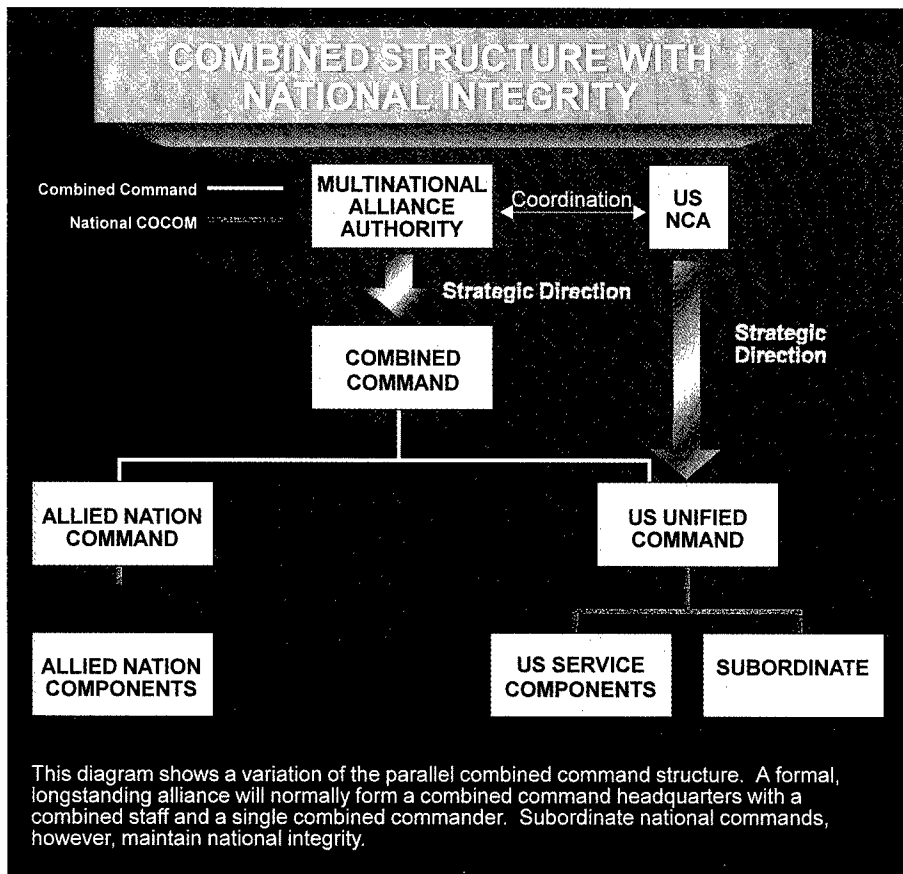 COMBINED STRUCTURE WITH
NATIONAL INTEGRITY
Combined Command
National COCOM
MULTINATIONAL
ALLIANCE
AUTHORITY
Coordination
US
NCA
Strategic Direction
Strategic
Direction
COMBINED
COMMAND
ALLIED NATION
COMMAND
US UNIFIED
COMMAND
ALLIED NATION
COMPONENTS
US SERVICE
COMPONENTS
SUBORDINATE
This diagram shows a variation of the parallel combined command structure. A formal,
longstanding alliance will normally form a combined command headquarters with a
combined staff and a single combined commander. Subordinate national commands,
however, maintain national integrity.